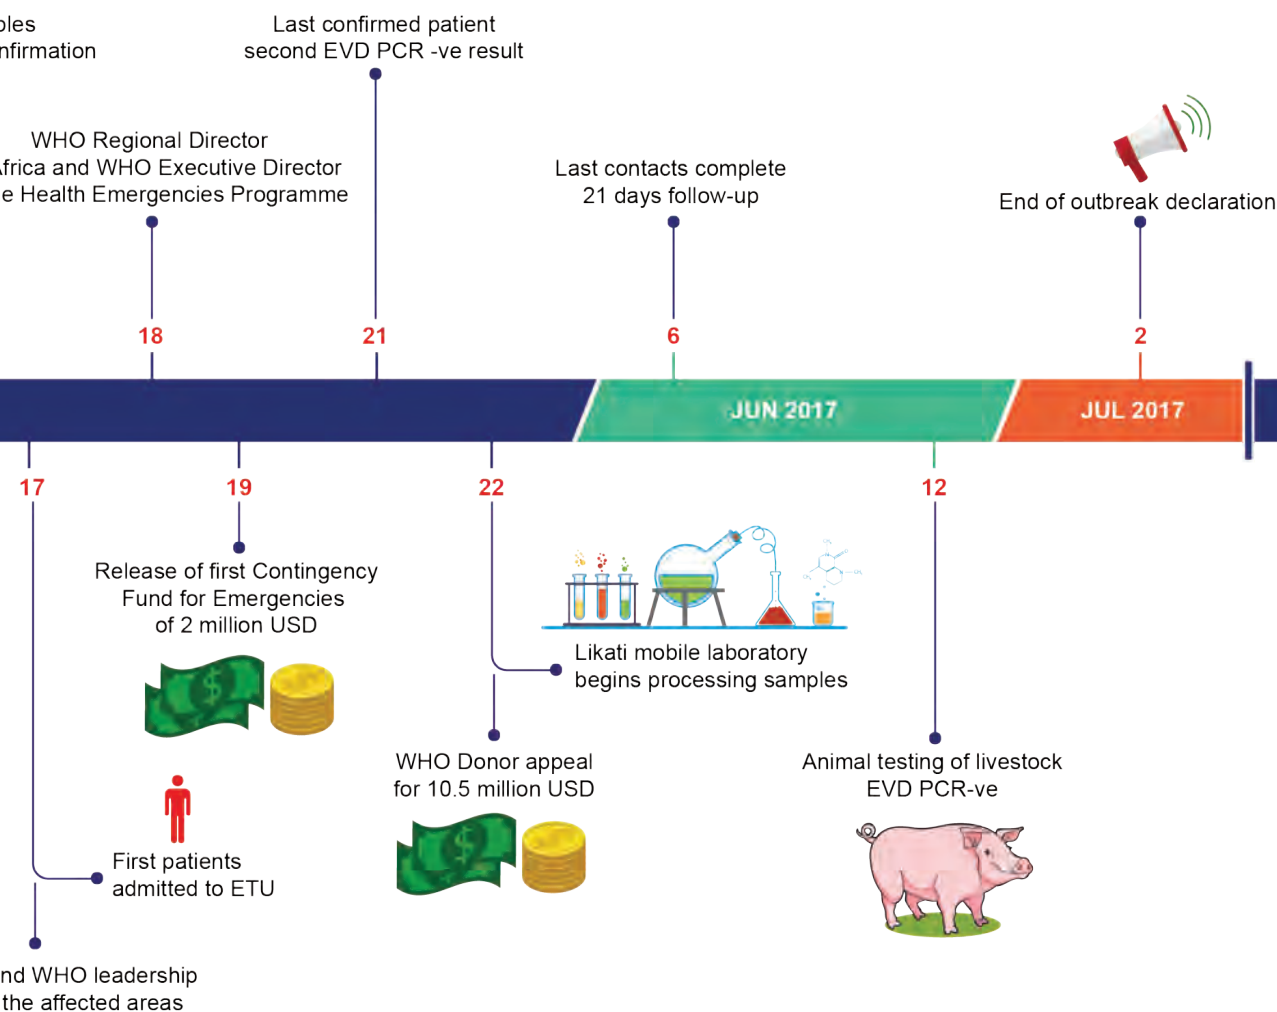 nfirmation
Last confirmed patient
second EVD PCR -ve result
WHO Regional Director
Africa and WHO Executive Director
e Health Emergencies Programme
Last contacts complete
21 days follow-up
End of outbreak declaration
18
21
6
2
JUN 2017
JUL 2017
17
19
22
12
Release of first Contingency
Fund for Emergencies
of 2 million USD
Likati mobile laboratory
begins processing samples
WHO Donor appeal
for 10.5 million USD
Animal testing of livestock
EVD PCR-ve
First patients
admitted to ETU
nd WHO leadership
the affected areas